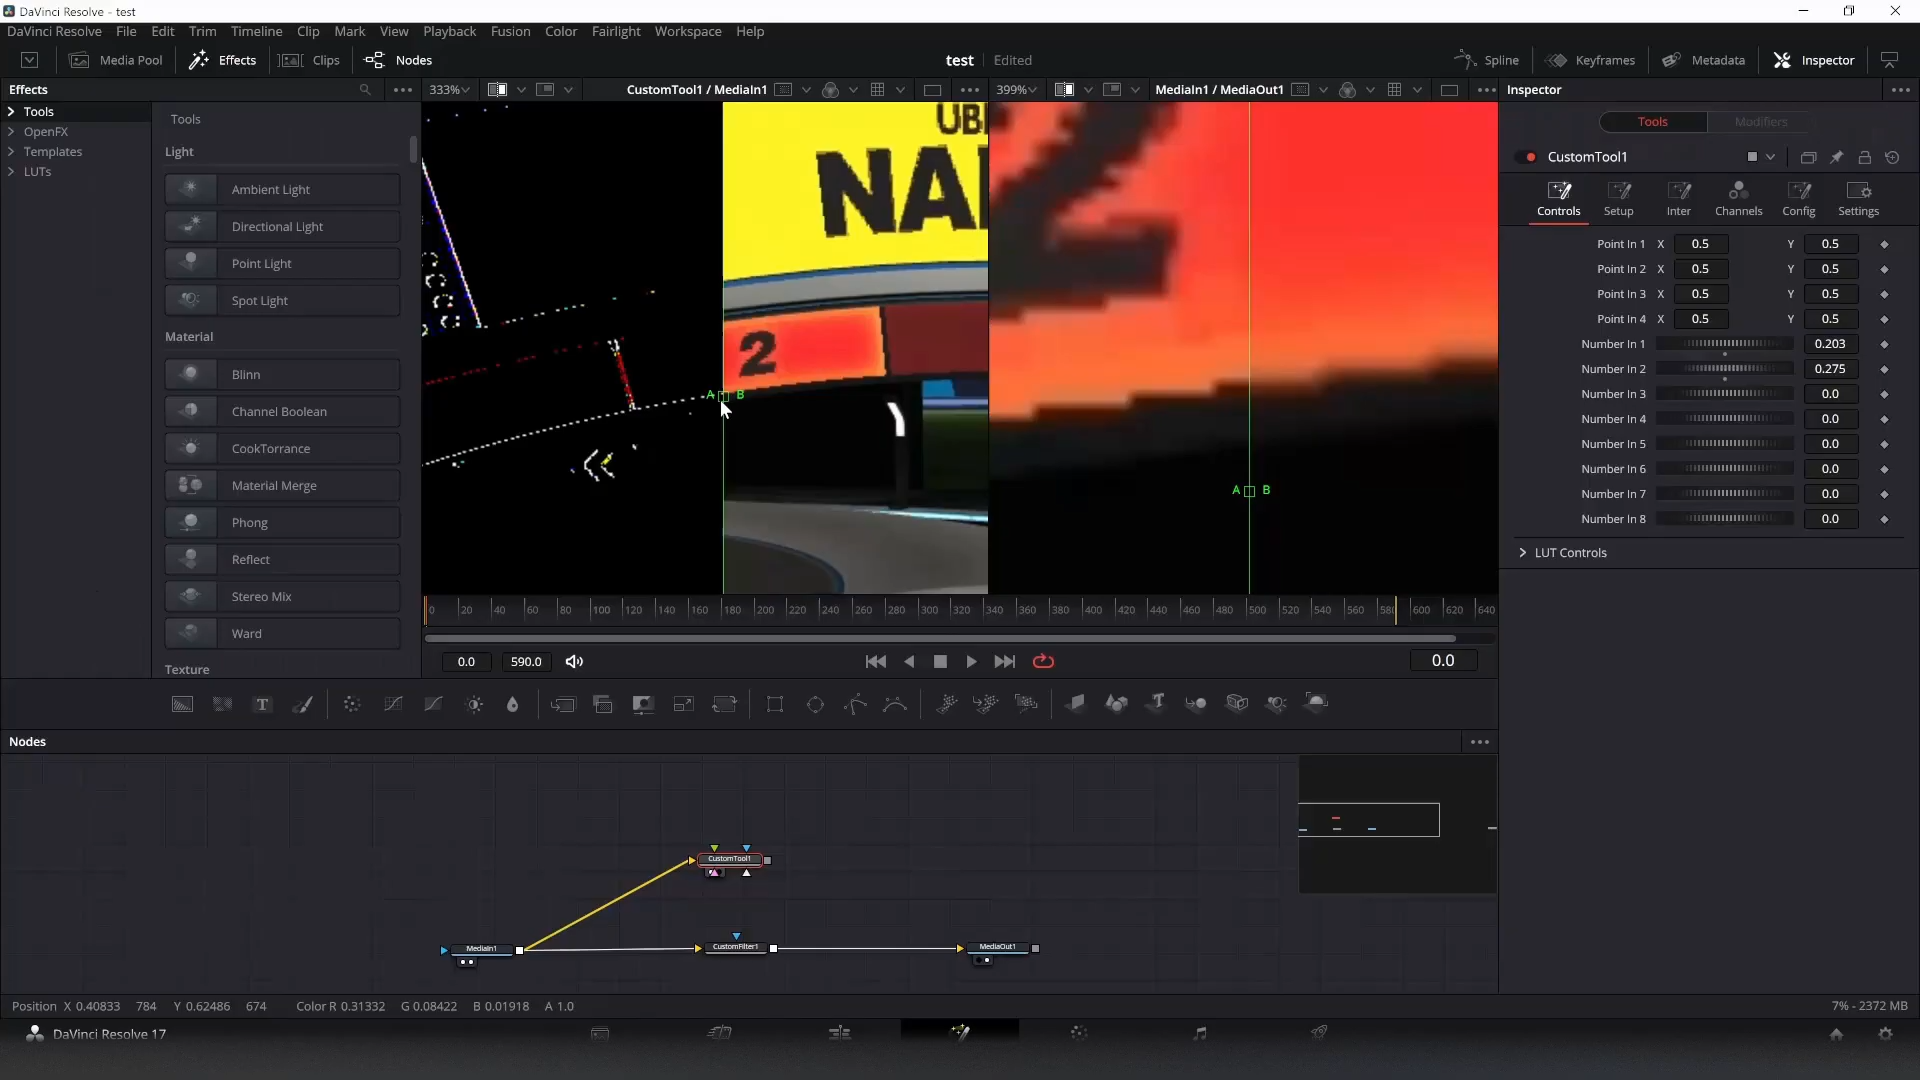 DaVinci Resolve - test
DaVinci Resolve File Edit Trim Timeline Clip Mark View Playback Fusion Color Fairlight Workspace Help
Media Pool Effects Clips Nodes test Edited Spline Keyframes Metadata Inspector
Effects 333% CustomTool1 / MediaIn1 399% MediaIn1 / MediaOut1 Inspector
Tools
OpenFX
Templates
LUTs
Tools
Light
Ambient Light
Directional Light
Point Light
Spot Light
Material
Blinn
Channel Boolean
CookTorrance
Material Merge
Phong
Reflect
Stereo Mix
Ward
Texture
UB
NA
2
A B
2
A B
Tools Modifiers
CustomTool1
Controls Setup Inter Channels Config Settings
Point In 1 X 0.5 Y 0.5
Point In 2 X 0.5 Y 0.5
Point In 3 X 0.5 Y 0.5
Point In 4 X 0.5 Y 0.5
Number In 1 0.203
Number In 2 0.275
Number In 3 0.0
Number In 4 0.0
Number In 5 0.0
Number In 6 0.0
Number In 7 0.0
Number In 8 0.0
LUT Controls
0 20 40 60 80 100 120 140 160 180 200 220 240 260 280 300 320 340 360 380 400 420 440 460 480 500 520 540 560 580 600 620 640
0.0 590.0 0.0
Nodes
CustomTool1
MediaIn1 CustomFilter1 MediaOut1
Position X 0.40833 784 Y 0.62486 674 Color R 0.31332 G 0.08422 B 0.01918 A 1.0 7% - 2372 MB
DaVinci Resolve 17